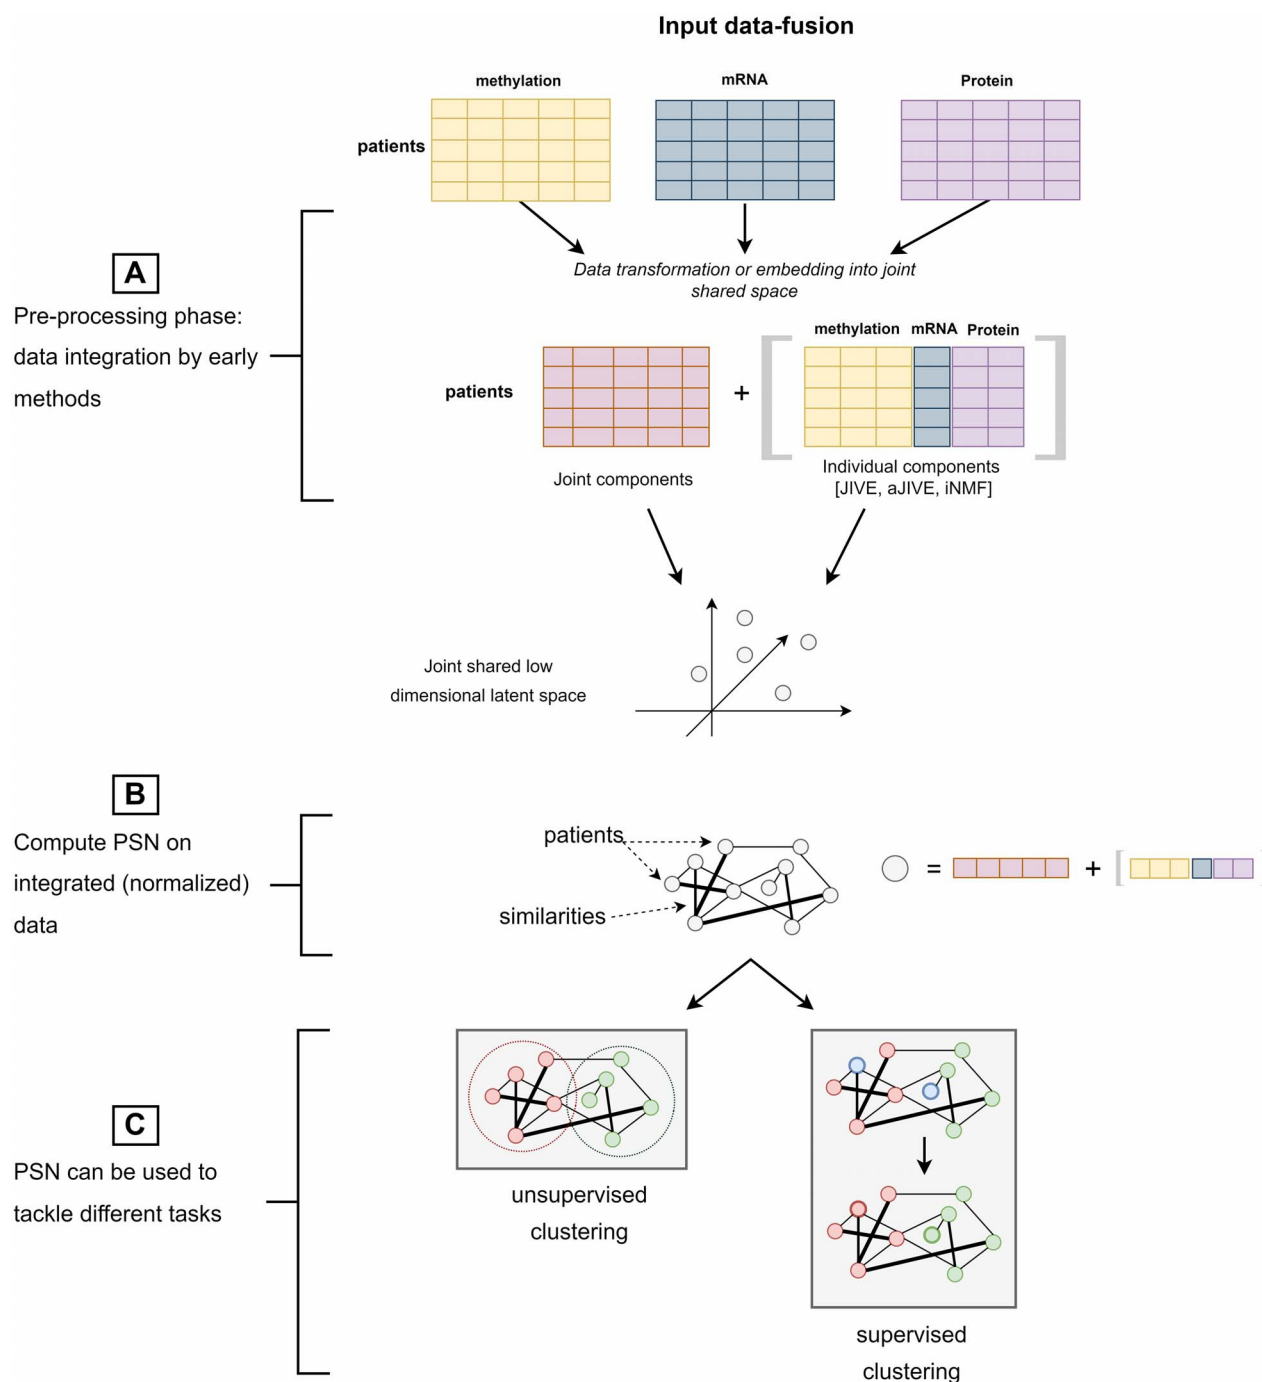 Input data-fusion
methylation
mRNA
Protein
patients
A
Pre-processing phase:
data integration by early
methods
Data transformation or embedding into joint
shared space
methylation
mRNA
Protein
patients
+
Joint components
Individual components
[JIVE, aJIVE, iNMF]
Joint shared low
dimensional latent space
B
Compute PSN on
integrated (normalized)
data
patients
similarities
=
+
C
PSN can be used to
tackle different tasks
unsupervised
clustering
supervised
clustering